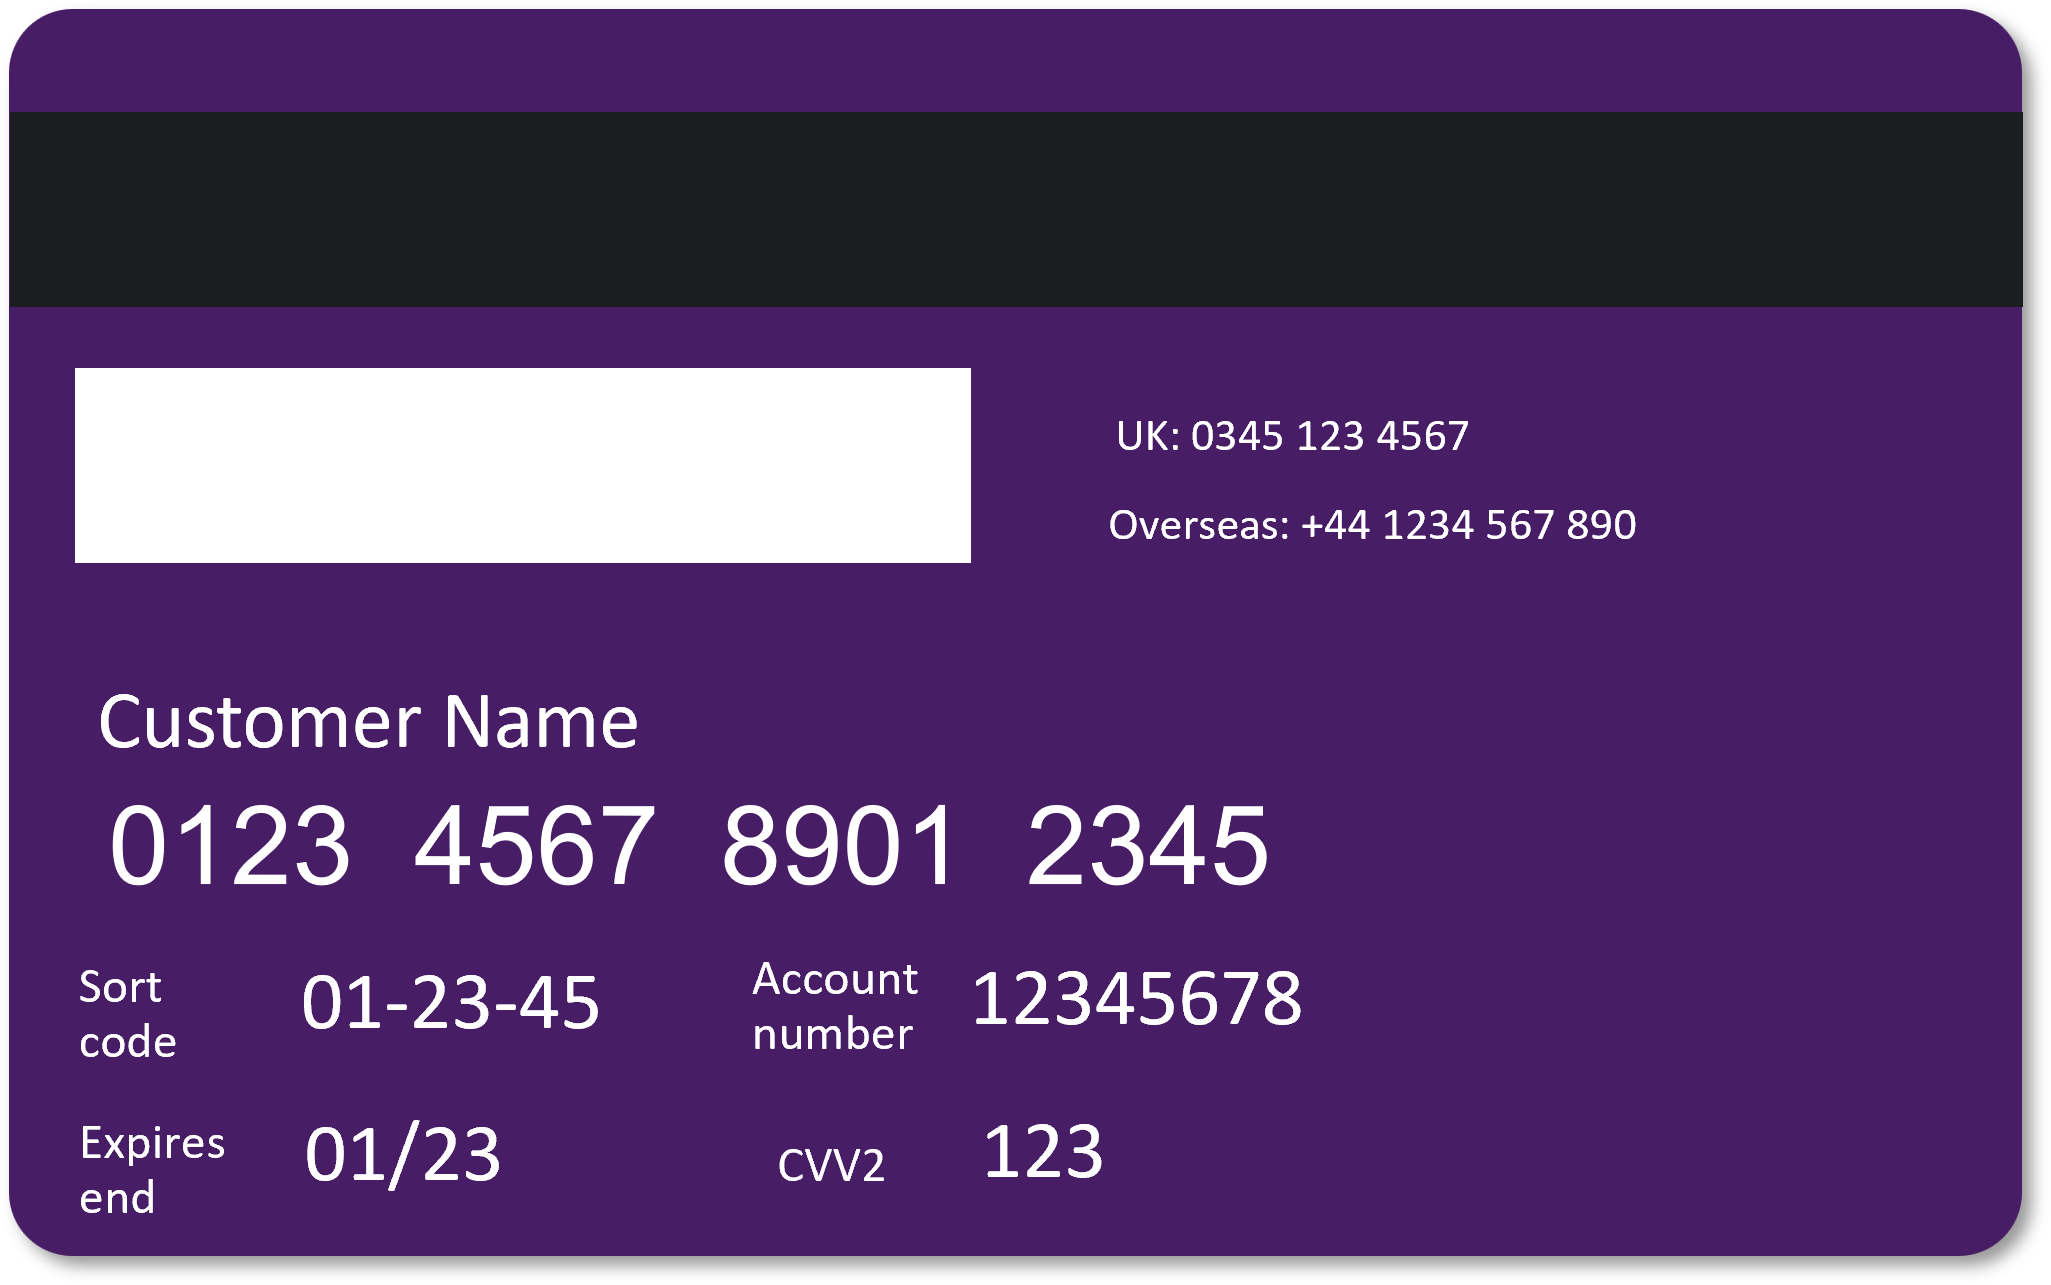 UK: 0345 123 4567
Overseas: +44 1234 567 890
Customer Name
0123 4567 8901 2345
Sort code 01-23-45
Account number 12345678
Expires end 01/23
CVV2 123